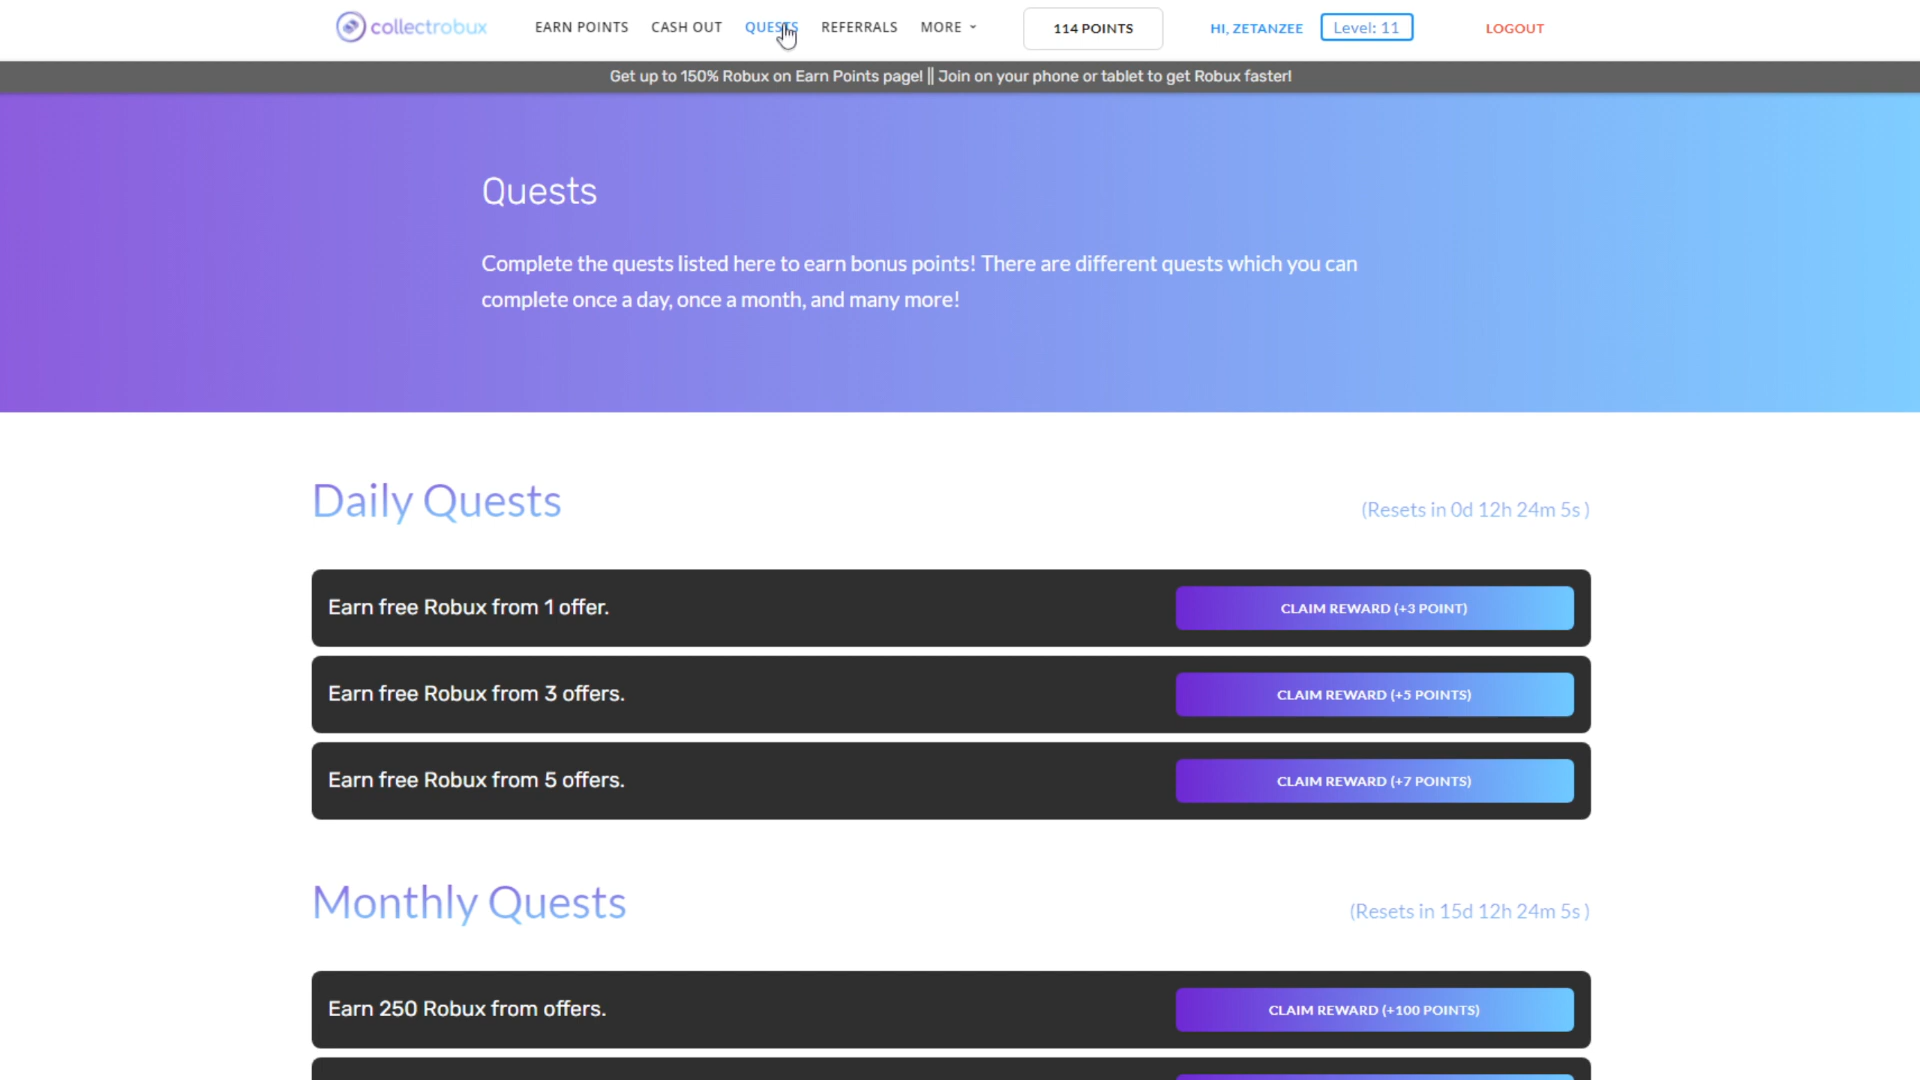 collectrobux
EARN POINTS
CASH OUT
QUESTS
REFERRALS
MORE
114 POINTS
HI, ZETANZEE
Level: 11
LOGOUT
Get up to 150% Robux on Earn Points page! || Join on your phone or tablet to get Robux faster!
Quests
Complete the quests listed here to earn bonus points! There are different quests which you can
complete once a day, once a month, and many more!
Daily Quests
(Resets in 0d 12h 24m 5s )
Earn free Robux from 1 offer.
CLAIM REWARD (+3 POINT)
Earn free Robux from 3 offers.
CLAIM REWARD (+5 POINTS)
Earn free Robux from 5 offers.
CLAIM REWARD (+7 POINTS)
Monthly Quests
(Resets in 15d 12h 24m 5s )
Earn 250 Robux from offers.
CLAIM REWARD (+100 POINTS)